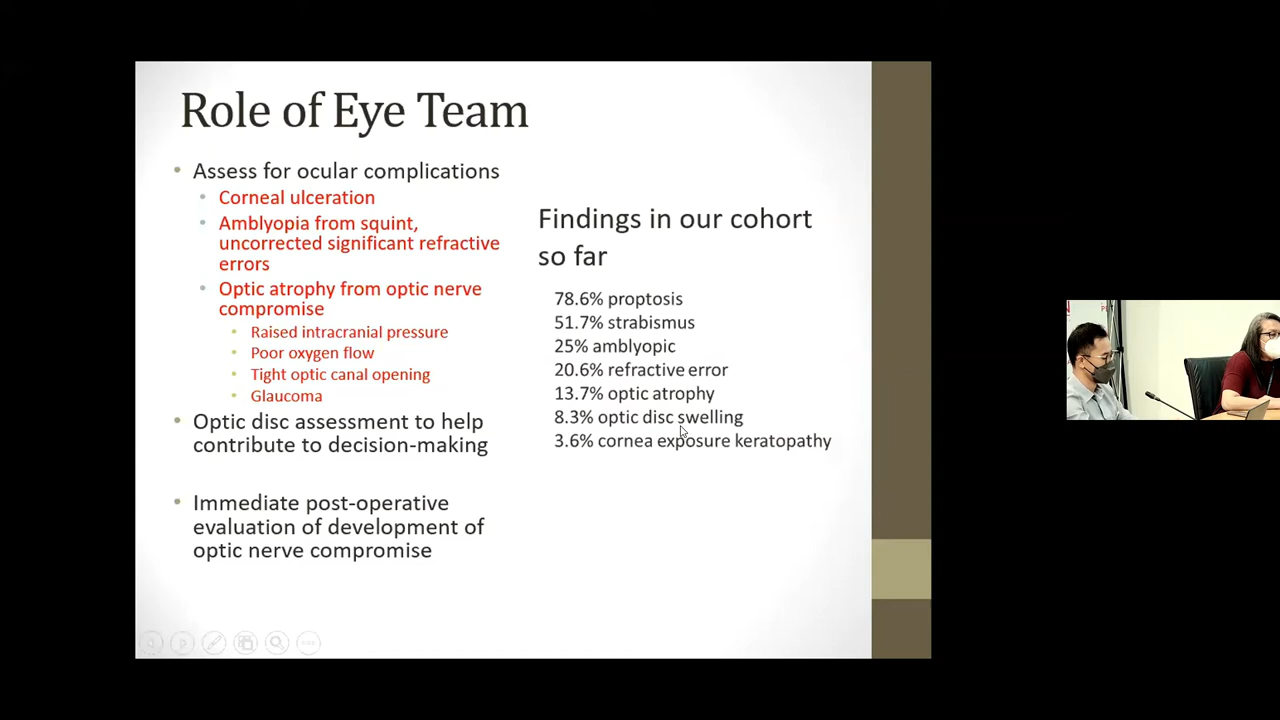 Role of Eye Team
Assess for ocular complications
Corneal ulceration
Amblyopia from squint,
uncorrected significant refractive
errors
Optic atrophy from optic nerve
compromise
Raised intracranial pressure
Poor oxygen flow
Tight optic canal opening
Glaucoma
Optic disc assessment to help
contribute to decision-making
Immediate post-operative
evaluation of development of
optic nerve compromise
Findings in our cohort
so far
78.6% proptosis
51.7% strabismus
25% amblyopic
20.6% refractive error
13.7% optic atrophy
8.3% optic disc swelling
3.6% cornea exposure keratopathy